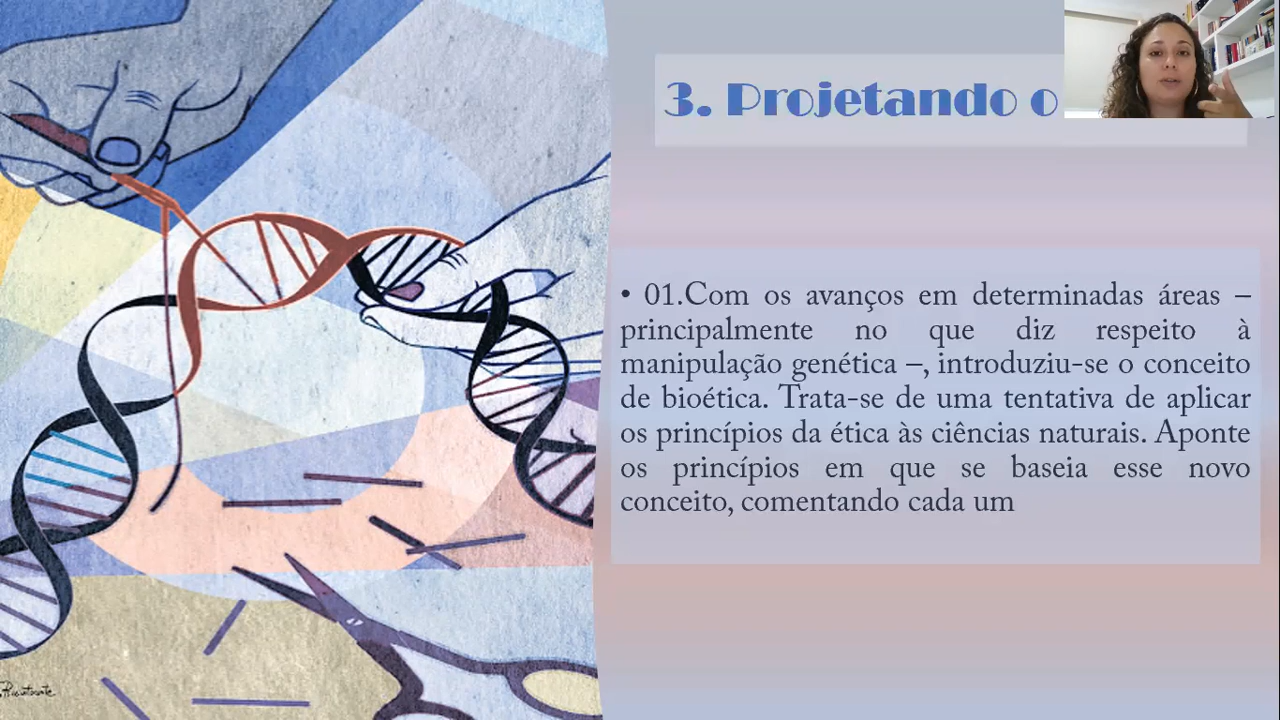 3. Projetando o
• 01.Com os avanços em determinadas áreas –
principalmente no que diz respeito à
manipulação genética –, introduziu-se o conceito
de bioética. Trata-se de uma tentativa de aplicar
os princípios da ética às ciências naturais. Aponte
os princípios em que se baseia esse novo
conceito, comentando cada um